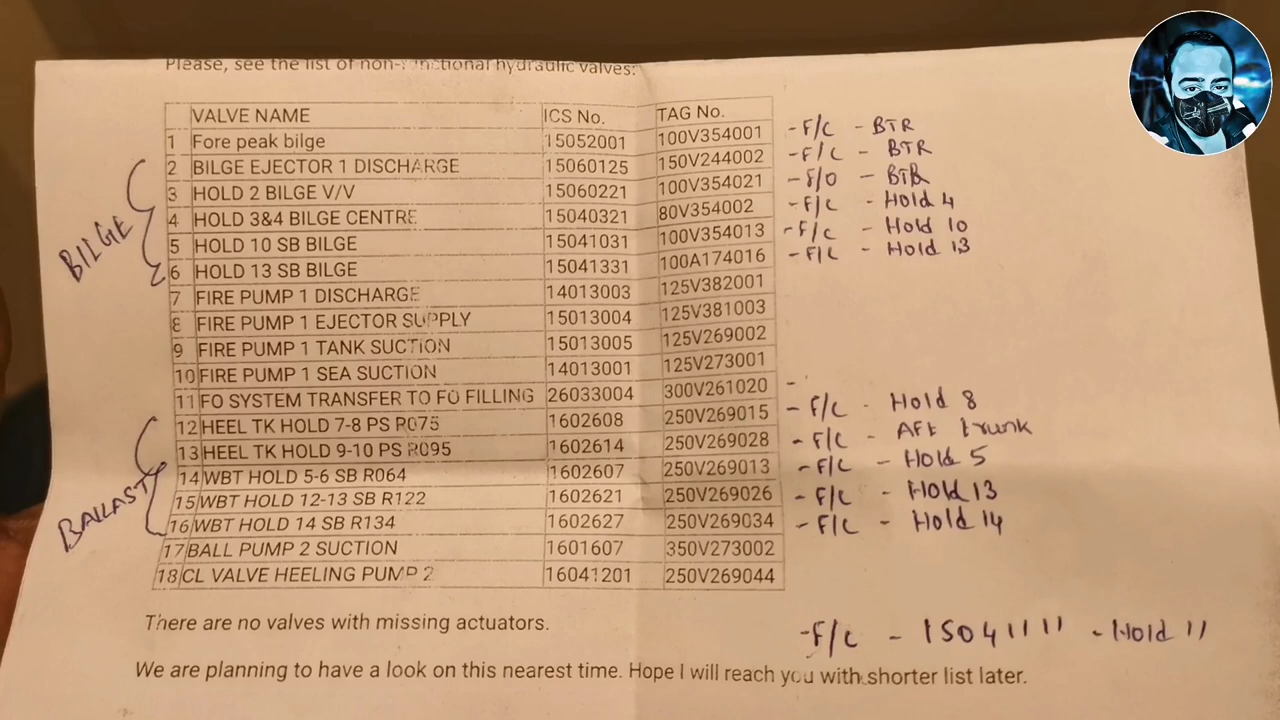 Please, see the list of non-functional hydraulic valves:
VALVE NAME ICS No. TAG No.
1 Fore peak bilge 15052001 100V354001 - F/C - BTR
2 BILGE EJECTOR 1 DISCHARGE 15060125 150V244002 - F/C - BTR
3 HOLD 2 BILGE V/V 15060221 100V354021 - F/O - BTR
4 HOLD 3&4 BILGE CENTRE 15040321 80V354002 - F/C - Hold 4
5 HOLD 10 SB BILGE 15041031 100V354013 - F/C - Hold 10
6 HOLD 13 SB BILGE 15041331 100A174016 - F/C - Hold 13
BILGE
7 FIRE PUMP 1 DISCHARGE 14013003 125V382001
8 FIRE PUMP 1 EJECTOR SUPPLY 15013004 125V381003
9 FIRE PUMP 1 TANK SUCTION 15013005 125V269002
10 FIRE PUMP 1 SEA SUCTION 14013001 125V273001
11 FO SYSTEM TRANSFER TO FO FILLING 26033004 300V261020 -
12 HEEL TK HOLD 7-8 PS R075 1602608 250V269015 - F/C - Hold 8
13 HEEL TK HOLD 9-10 PS R095 1602614 250V269028 - F/C - Aft trunk
14 WBT HOLD 5-6 SB R064 1602607 250V269013 - F/C - Hold 5
15 WBT HOLD 12-13 SB R122 1602621 250V269026 - F/C - Hold 13
16 WBT HOLD 14 SB R134 1602627 250V269034 - F/C - Hold 14
BALLAST
17 BALL PUMP 2 SUCTION 1601607 350V273002
18 CL VALVE HEELING PUMP 2 16041201 250V269044
There are no valves with missing actuators.
- F/C - 15041111 - Hold 11
We are planning to have a look on this nearest time. Hope I will reach you with shorter list later.